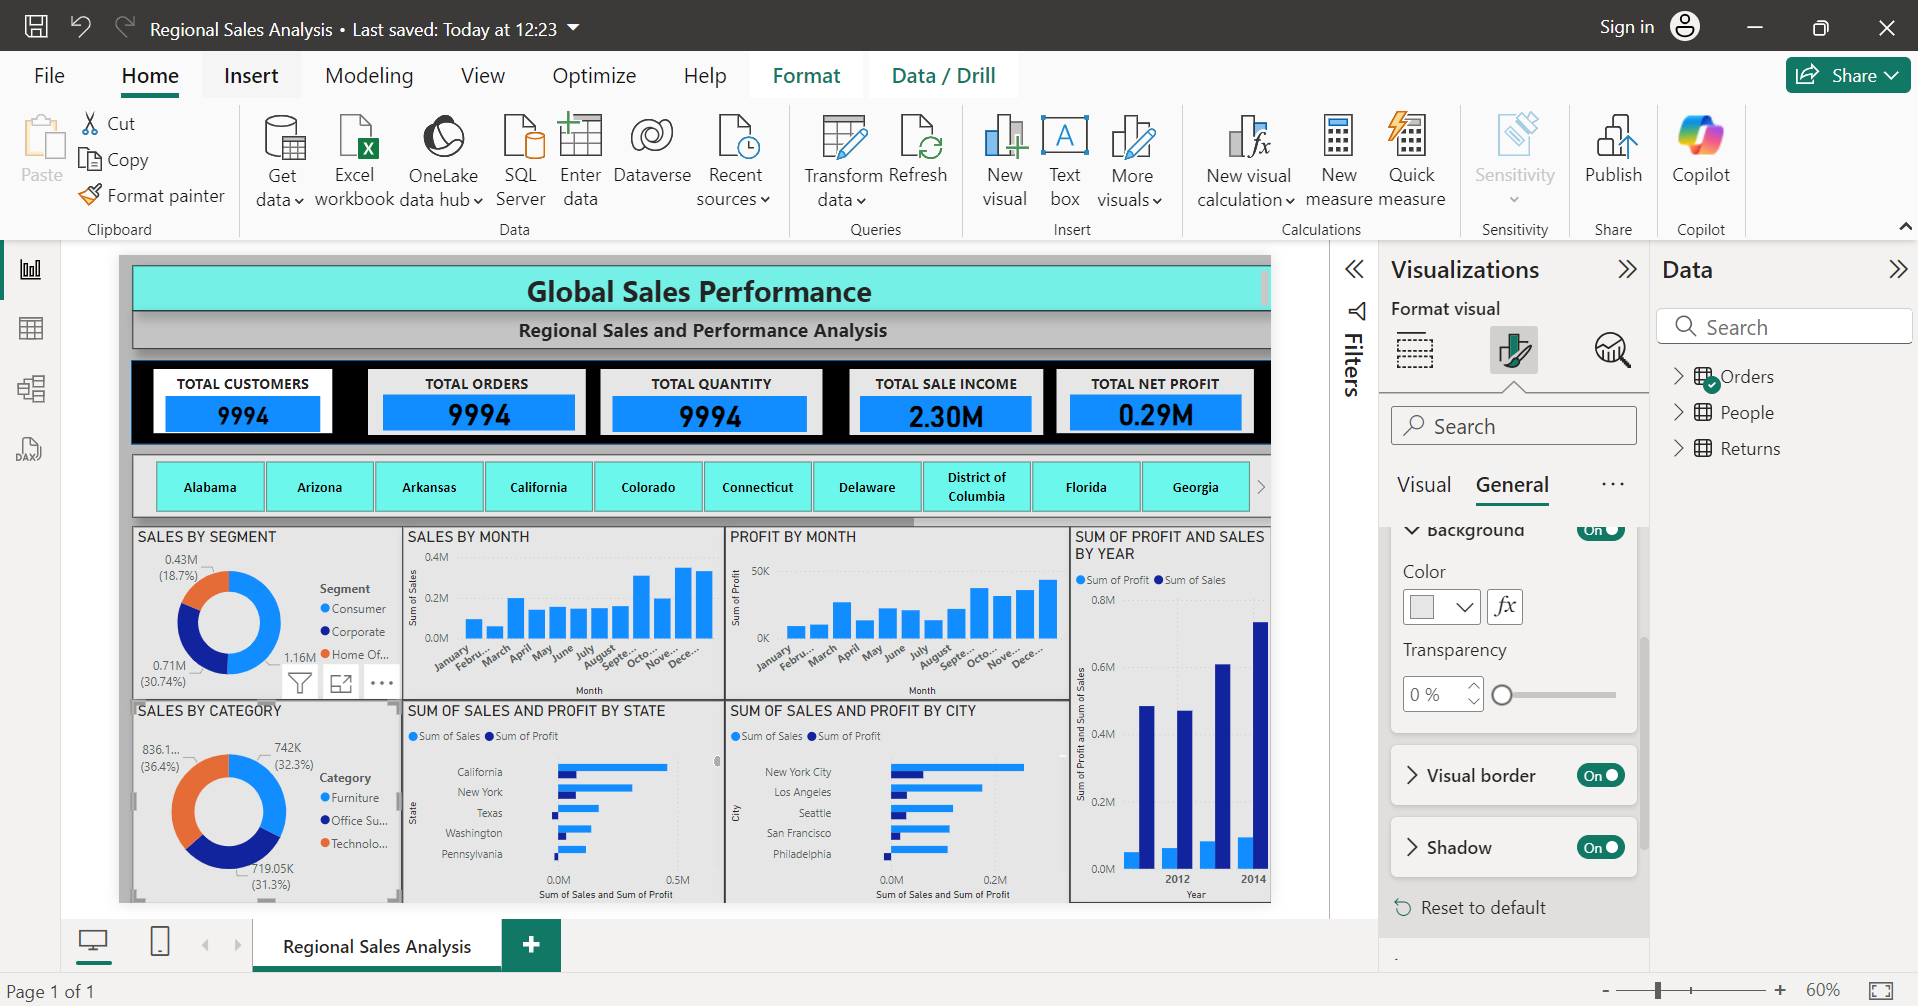 Regional Sales Analysis • Last saved: Today at 12:23
Sign in
File Home Insert Modeling View Optimize Help Format Data / Drill
Share
Paste
Cut
Copy
Format painter
Clipboard
Get data
Excel workbook
OneLake data hub
SQL Server
Enter data
Dataverse
Recent sources
Data
Transform data
Refresh
Queries
New visual
Text box
More visuals
Insert
New visual calculation
New measure
Quick measure
Calculations
Sensitivity
Sensitivity
Publish
Share
Copilot
Copilot
DAX
Global Sales Performance
Regional Sales and Performance Analysis
TOTAL CUSTOMERS
9994
TOTAL ORDERS
9994
TOTAL QUANTITY
9994
TOTAL SALE INCOME
2.30M
TOTAL NET PROFIT
0.29M
Alabama
Arizona
Arkansas
California
Colorado
Connecticut
Delaware
District of Columbia
Florida
Georgia
SALES BY SEGMENT
0.43M
(18.7%)
0.71M
(30.74%)
1.16M
Segment
Consumer
Corporate
Home Of...
SALES BY MONTH
Sum of Sales
0.4M
0.2M
0.0M
January
Febru...
March
April
May
June
July
August
Septe...
Octo...
Nove...
Dece...
Month
PROFIT BY MONTH
Sum of Profit
50K
0K
January
Febru...
March
April
May
June
July
August
Septe...
Octo...
Nove...
Dece...
Month
SUM OF PROFIT AND SALES
BY YEAR
Sum of Profit Sum of Sales
Sum of Profit and Sum of Sales
0.8M
0.6M
0.4M
0.2M
0.0M
2012
2014
Year
SALES BY CATEGORY
836.1...
(36.4%)
742K
(32.3%)
719.05K
(31.3%)
Category
Furniture
Office Su...
Technolo...
SUM OF SALES AND PROFIT BY STATE
Sum of Sales Sum of Profit
State
California
New York
Texas
Washington
Pennsylvania
0.0M
0.5M
Sum of Sales and Sum of Profit
SUM OF SALES AND PROFIT BY CITY
Sum of Sales Sum of Profit
City
New York City
Los Angeles
Seattle
San Francisco
Philadelphia
0.0M
0.2M
Sum of Sales and Sum of Profit
Filters
Visualizations
Format visual
Search
Visual General
Background On
Color
fx
Transparency
0 %
Visual border On
Shadow On
Reset to default
Data
Search
Orders
People
Returns
Regional Sales Analysis
Page 1 of 1
60%